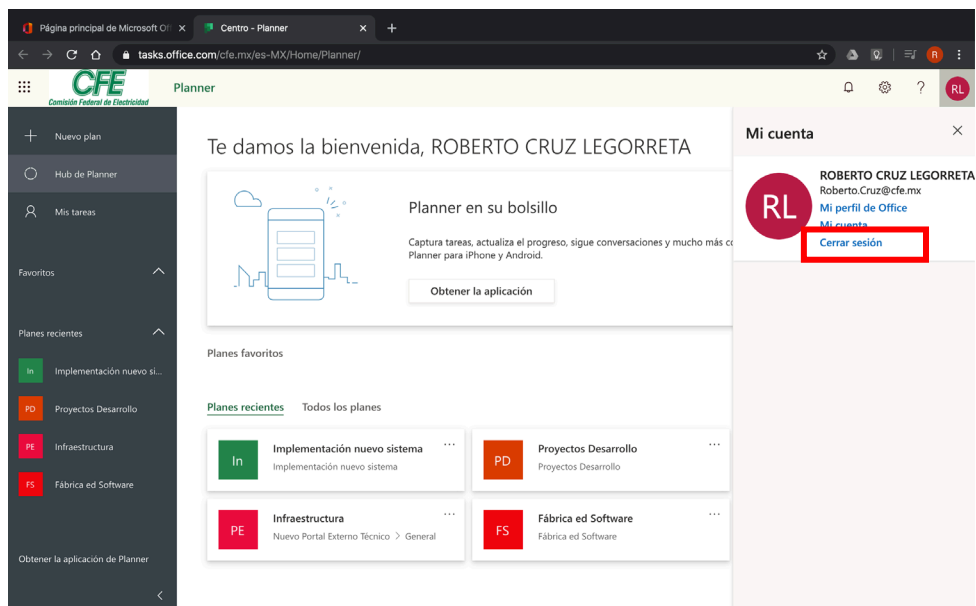 Página principal de Microsoft Off
Centro - Planner
tasks.office.com/cfe.mx/es-MX/Home/Planner/
R
CFE
Comisión Federal de Electricidad
Planner
RL
Nuevo plan
Hub de Planner
Mis tareas
Favoritos
Planes recientes
In
Implementación nuevo si...
PD
Proyectos Desarrollo
PE
Infraestructura
FS
Fábrica ed Software
Obtener la aplicación de Planner
Te damos la bienvenida, ROBERTO CRUZ LEGORRETA
Planner en su bolsillo
Captura tareas, actualiza el progreso, sigue conversaciones y mucho más co
Planner para iPhone y Android.
Obtener la aplicación
Planes favoritos
Planes recientes
Todos los planes
In
Implementación nuevo sistema
Implementación nuevo sistema
PD
Proyectos Desarrollo
Proyectos Desarrollo
PE
Infraestructura
Nuevo Portal Externo Técnico > General
FS
Fábrica ed Software
Fábrica ed Software
Mi cuenta
RL
ROBERTO CRUZ LEGORRETA
Roberto.Cruz@cfe.mx
Mi perfil de Office
Mi cuenta
Cerrar sesión